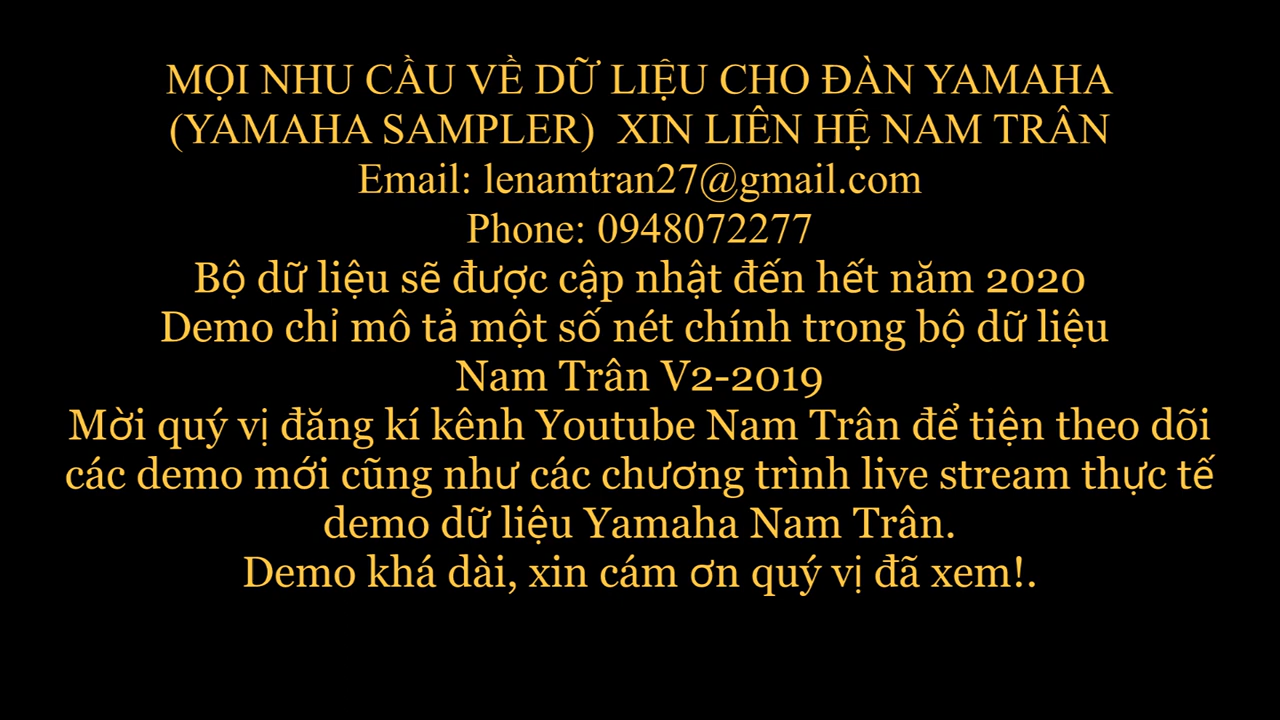 MỌI NHU CẦU VỀ DỮ LIỆU CHO ĐÀN YAMAHA
(YAMAHA SAMPLER) XIN LIÊN HỆ NAM TRÂN
Email: lenamtran27@gmail.com
Phone: 0948072277
Bộ dữ liệu sẽ được cập nhật đến hết năm 2020
Demo chỉ mô tả một số nét chính trong bộ dữ liệu
Nam Trân V2-2019
Mời quý vị đăng kí kênh Youtube Nam Trân để tiện theo dõi
các demo mới cũng như các chương trình live stream thực tế
demo dữ liệu Yamaha Nam Trân.
Demo khá dài, xin cám ơn quý vị đã xem!.